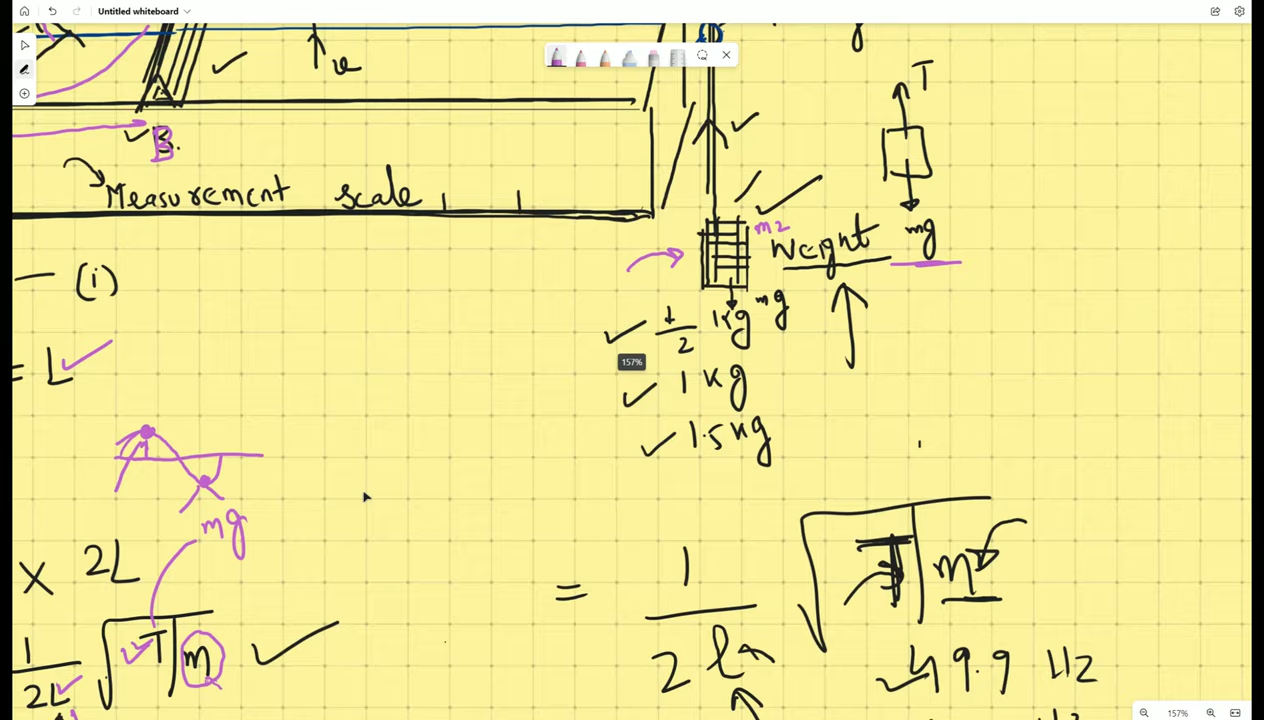 Untitled whiteboard
v
T
B
Measurement scale
m2
Weight
mg
(i)
mg
1/2 kg
= L
157%
1 kg
1.5 kg
mg
x 2L
= 1/2l √T/m
1/2L √T/m
49.9 Hz
157%